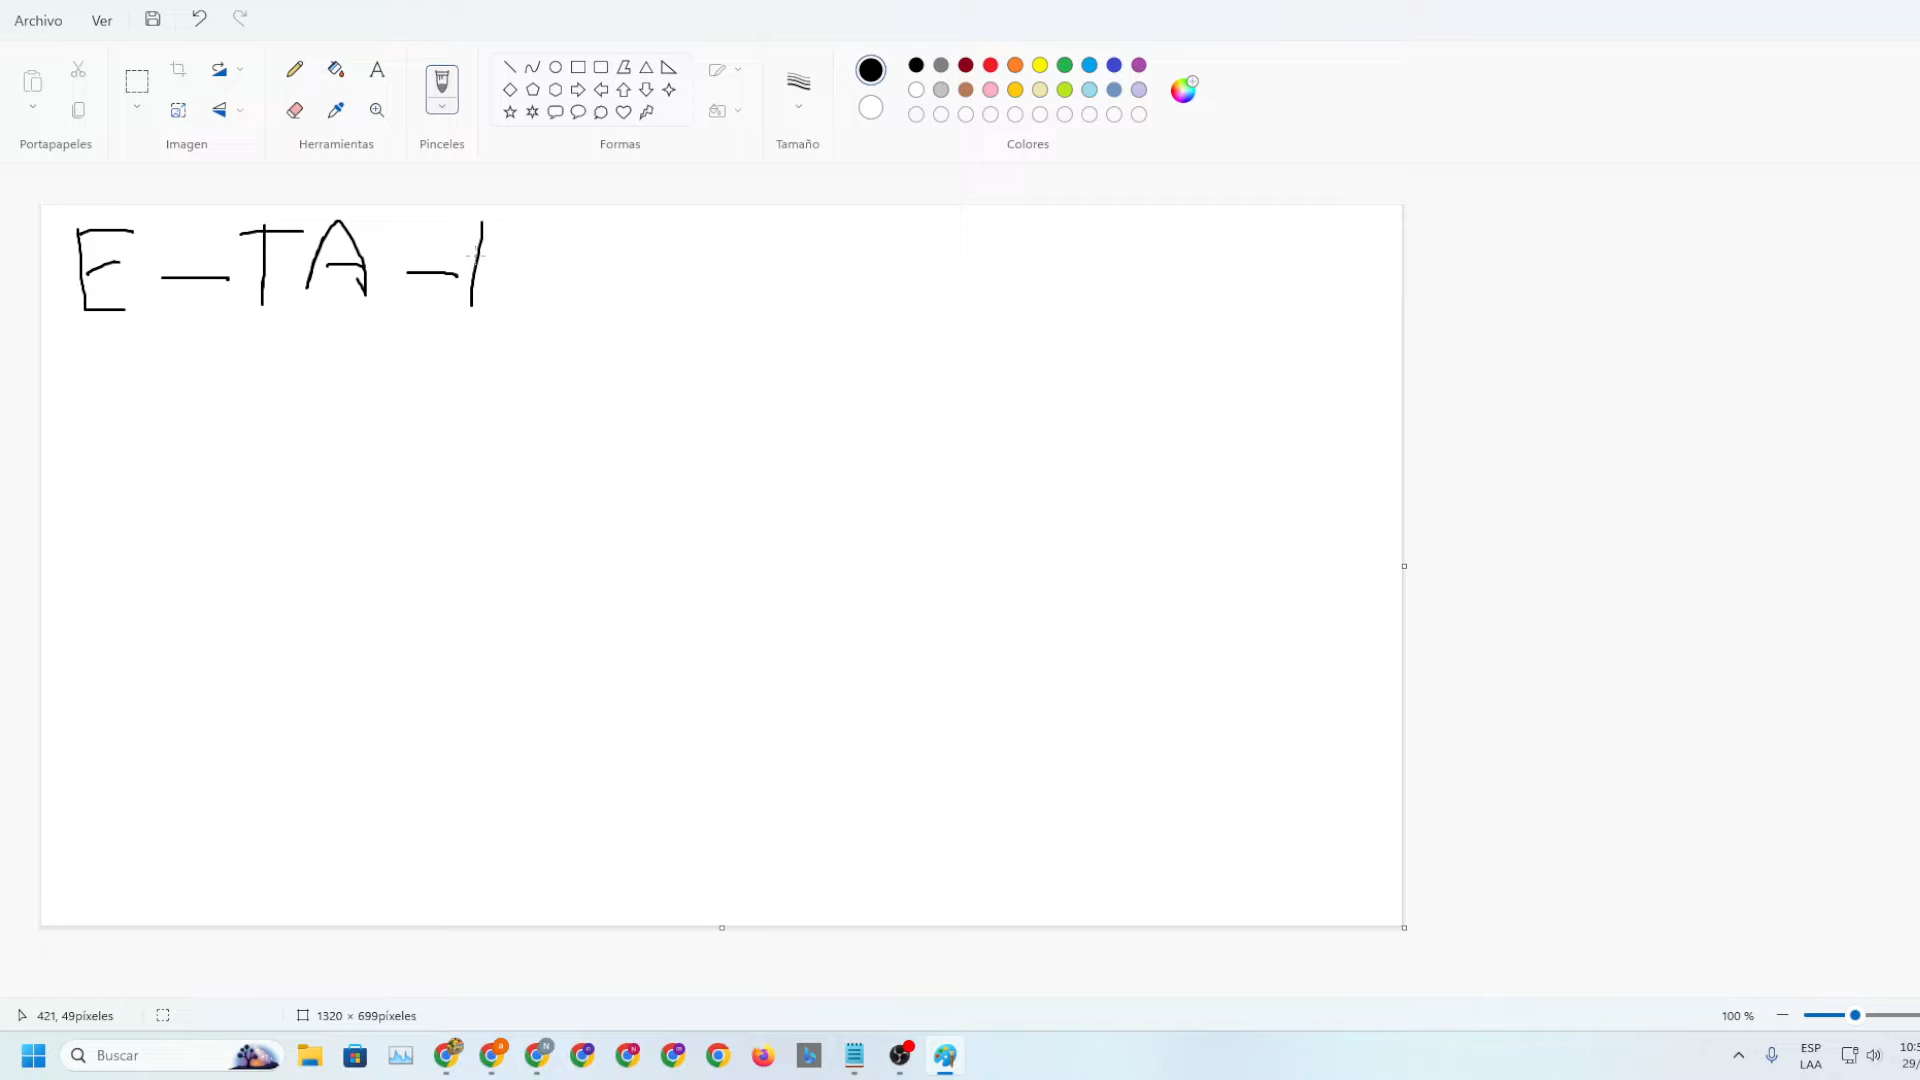 Archivo Ver
Portapapeles Imagen Herramientas Pinceles Formas Tamaño Colores
E _ TA _ I
421, 49píxeles 1320 × 699píxeles 100 %
Buscar ESP
LAA